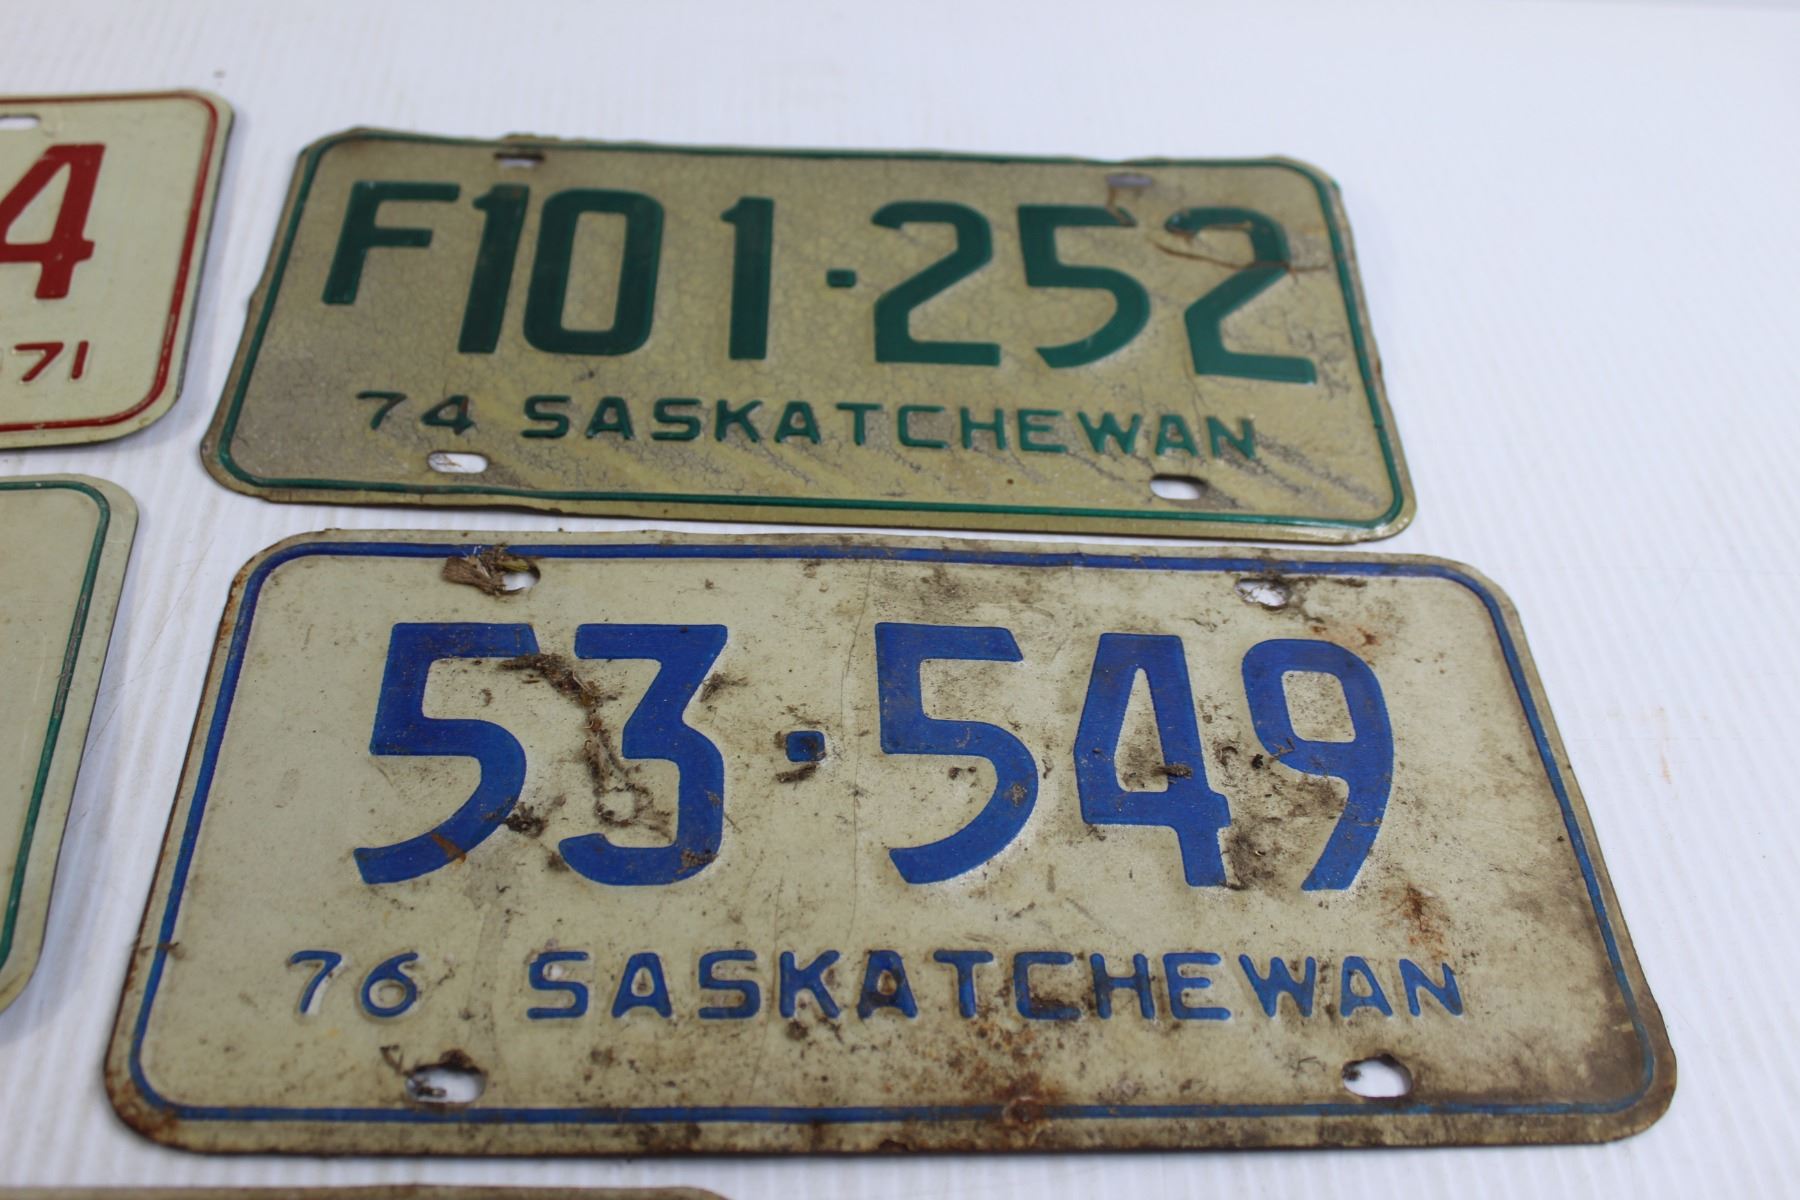 4
71
F101·252
74 SASKATCHEWAN
53·549
76 SASKATCHEWAN